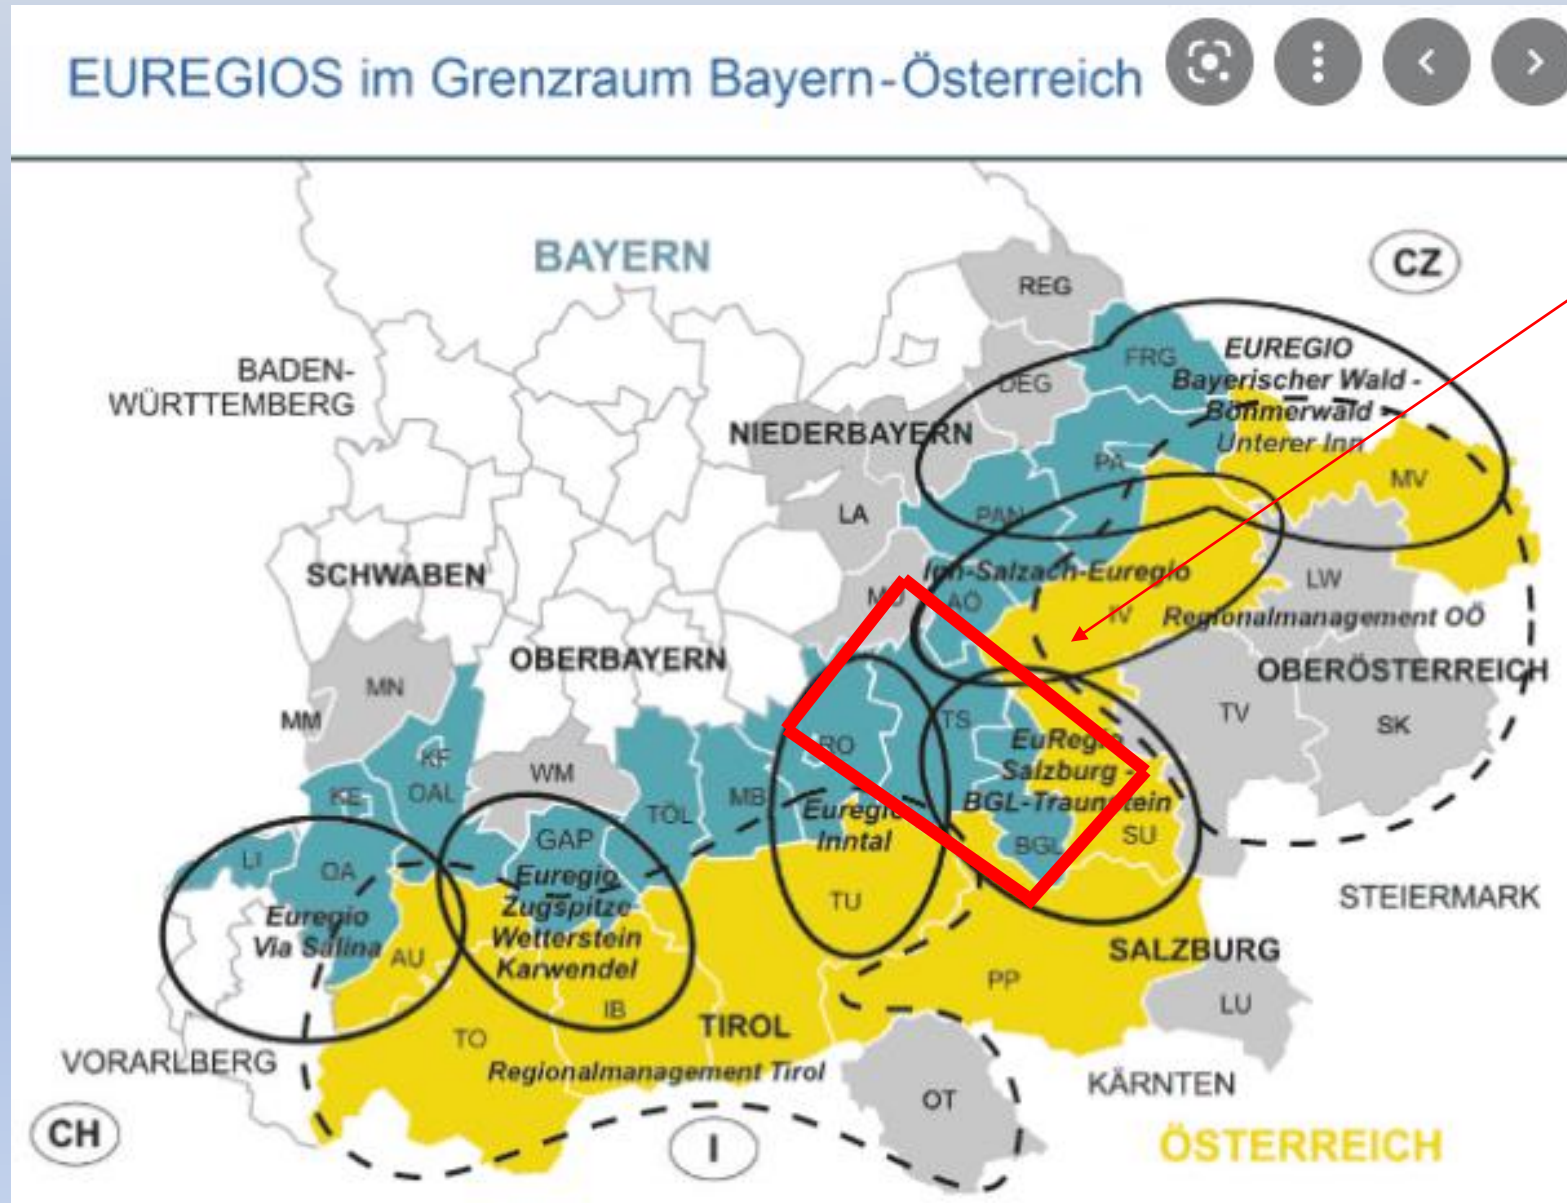 EUREGIOS im Grenzraum Bayern-Österreich
BAYERN
CZ
REG
BADEN-
WÜRTTEMBERG
FRG
EUREGIO
Bayerischer Wald -
Böhmerwald -
Unterer Inn
DEG
NIEDERBAYERN
PA
MV
LA
PAN
SCHWABEN
Inn-Salzach-Euregio
MÜ
AÖ
IV
LW
Regionalmanagement OÖ
OBERBAYERN
OBERÖSTERREICH
MN
MM
TS
TV
SK
RO
EuRegio
Salzburg -
BGL-Traunstein
KF
WM
KE
OAL
TÖL
MB
Euregio
Inntal
GAP
BGL
SU
LI
OA
Euregio
Zugspitze-
Wetterstein
Karwendel
TU
STEIERMARK
Euregio
Via Salina
AU
SALZBURG
PP
IB
TIROL
LU
TO
VORARLBERG
Regionalmanagement Tirol
KÄRNTEN
OT
CH
I
ÖSTERREICH